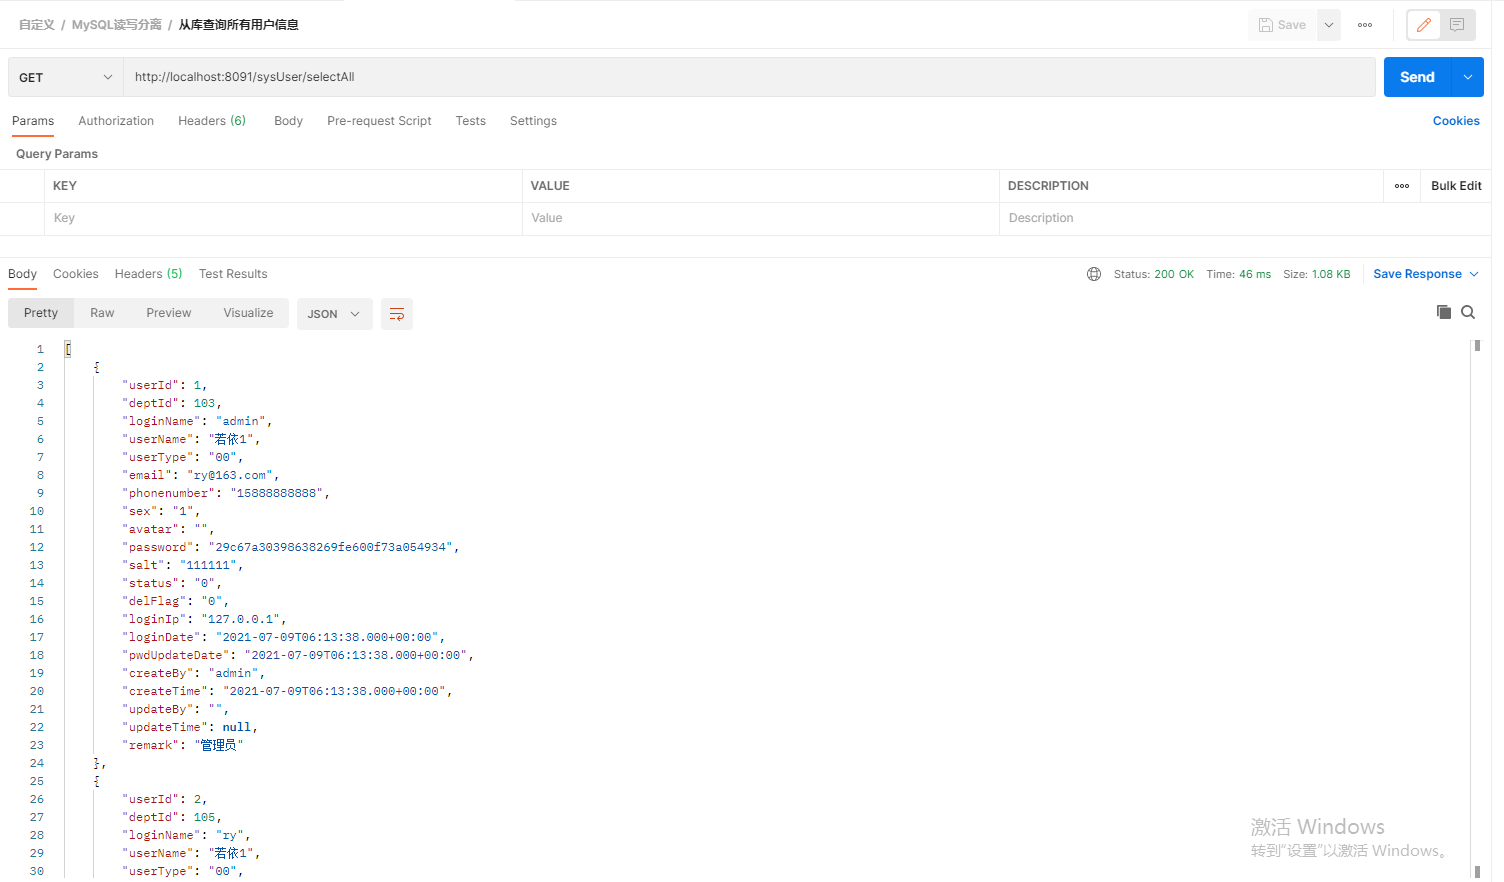 自定义 / MySQL读写分离 / 从库查询所有用户信息
Save
GET
http://localhost:8091/sysUser/selectAll
Send
Params Authorization Headers (6) Body Pre-request Script Tests Settings
Cookies
Query Params
KEY VALUE DESCRIPTION
Bulk Edit
Key Value Description
Body Cookies Headers (5) Test Results
Status: 200 OK Time: 46 ms Size: 1.08 KB Save Response
Pretty Raw Preview Visualize JSON
1 [
2 {
3 "userId": 1,
4 "deptId": 103,
5 "loginName": "admin",
6 "userName": "若依1",
7 "userType": "00",
8 "email": "ry@163.com",
9 "phonenumber": "15888888888",
10 "sex": "1",
11 "avatar": "",
12 "password": "29c67a30398638269fe600f73a054934",
13 "salt": "111111",
14 "status": "0",
15 "delFlag": "0",
16 "loginIp": "127.0.0.1",
17 "loginDate": "2021-07-09T06:13:38.000+00:00",
18 "pwdUpdateDate": "2021-07-09T06:13:38.000+00:00",
19 "createBy": "admin",
20 "createTime": "2021-07-09T06:13:38.000+00:00",
21 "updateBy": "",
22 "updateTime": null,
23 "remark": "管理员"
24 },
25 {
26 "userId": 2,
27 "deptId": 105,
28 "loginName": "ry",
29 "userName": "若依1",
30 "userType": "00",
激活 Windows
转到“设置”以激活 Windows。